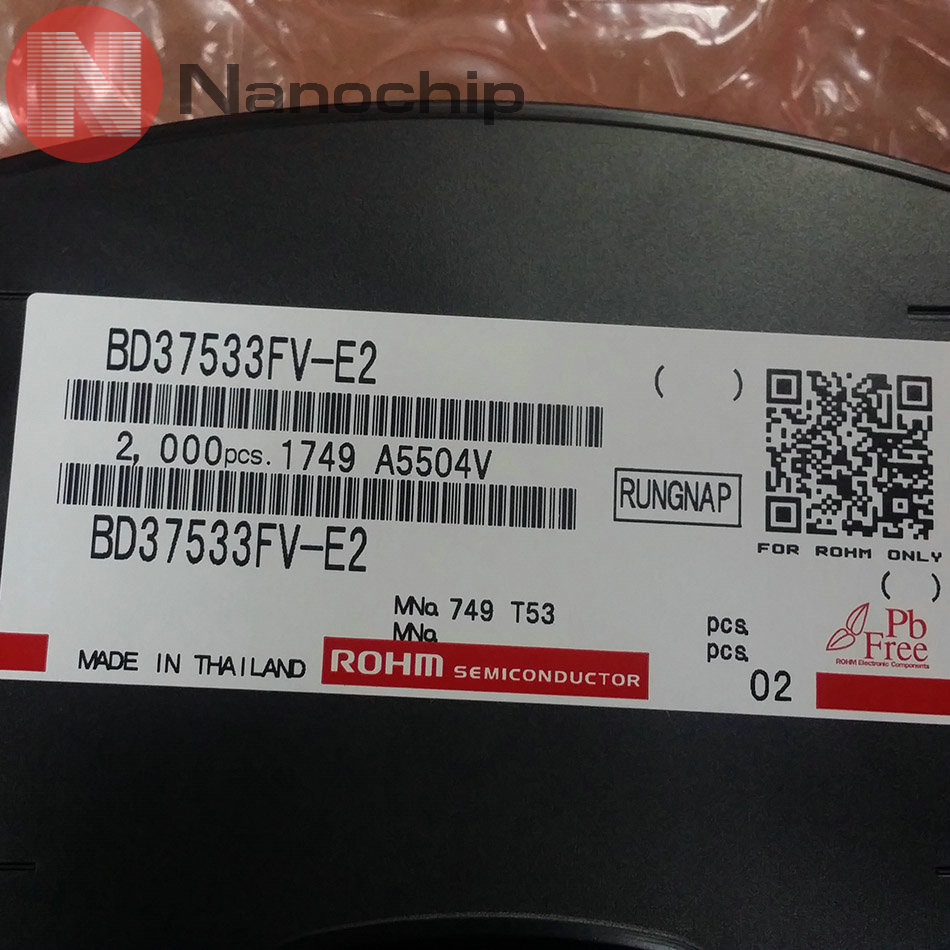 Nanochip
BD37533FV-E2
( )
2, 000pcs. 1749 A5504V
RUNGNAP
BD37533FV-E2
FOR ROHM ONLY
( )
MNo. 749 T53
pcs.
MNo.
pcs.
Pb
Free
ROHM Electronic Components
MADE IN THAILAND
ROHM SEMICONDUCTOR
02